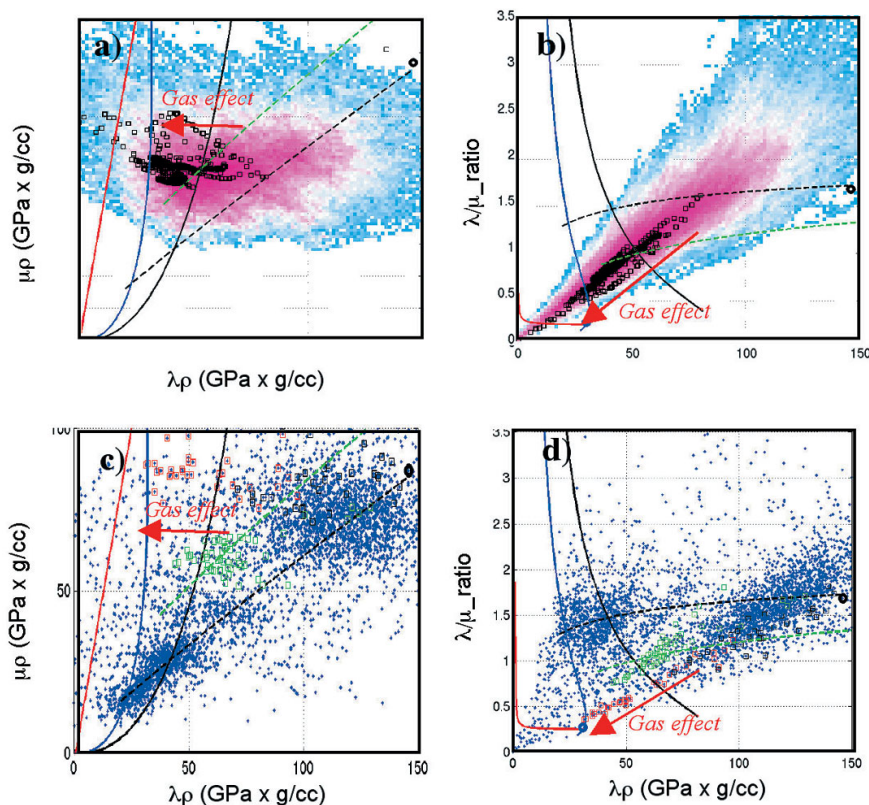 a)
Gas effect
μρ (GPa x g/cc)
λρ (GPa x g/cc)
b)
3.5
3
2.5
2
1.5
1
0.5
0
λ/μ_ratio
Gas effect
0
50
100
150
λρ (GPa x g/cc)
c)
100
50
0
μρ (GPa x g/cc)
Gas effect
0
50
100
150
λρ (GPa x g/cc)
d)
3.5
3
2.5
2
1.5
1
0.5
0
λ/μ_ratio
Gas effect
0
50
100
150
λρ (GPa x g/cc)